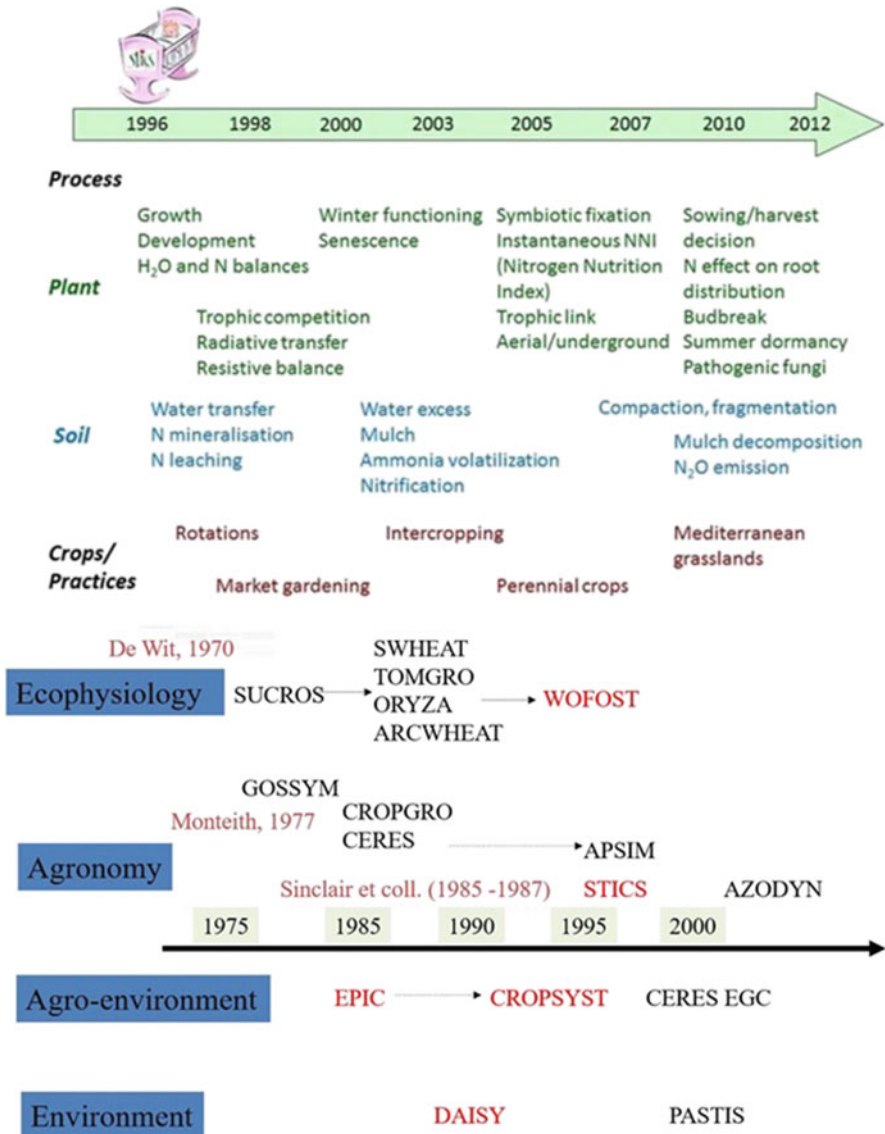 1996 1998 2000 2003 2005 2007 2010 2012
Process
Plant
Growth
Development
H₂O and N balances
Trophic competition
Radiative transfer
Resistive balance
Winter functioning
Senescence
Symbiotic fixation
Instantaneous NNI
(Nitrogen Nutrition
Index)
Trophic link
Aerial/underground
Sowing/harvest
decision
N effect on root
distribution
Budbreak
Summer dormancy
Pathogenic fungi
Soil
Water transfer
N mineralisation
N leaching
Water excess
Mulch
Ammonia volatilization
Nitrification
Compaction, fragmentation
Mulch decomposition
N₂O emission
Crops/
Practices
Rotations
Market gardening
Intercropping
Perennial crops
Mediterranean
grasslands
De Wit, 1970
Ecophysiology
SUCROS
SWHEAT
TOMGRO
ORYZA
ARCWHEAT
WOFOST
GOSSYM
Monteith, 1977
CROPGRO
CERES
Agronomy
APSIM
Sinclair et coll. (1985 -1987)
STICS
AZODYN
1975 1985 1990 1995 2000
Agro-environment
EPIC
CROPSYST
CERES EGC
Environment
DAISY
PASTIS